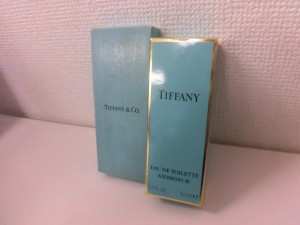 TIFFANY & CO.
TIFFANY
EAU DE TOILETTE
ATOMISEUR